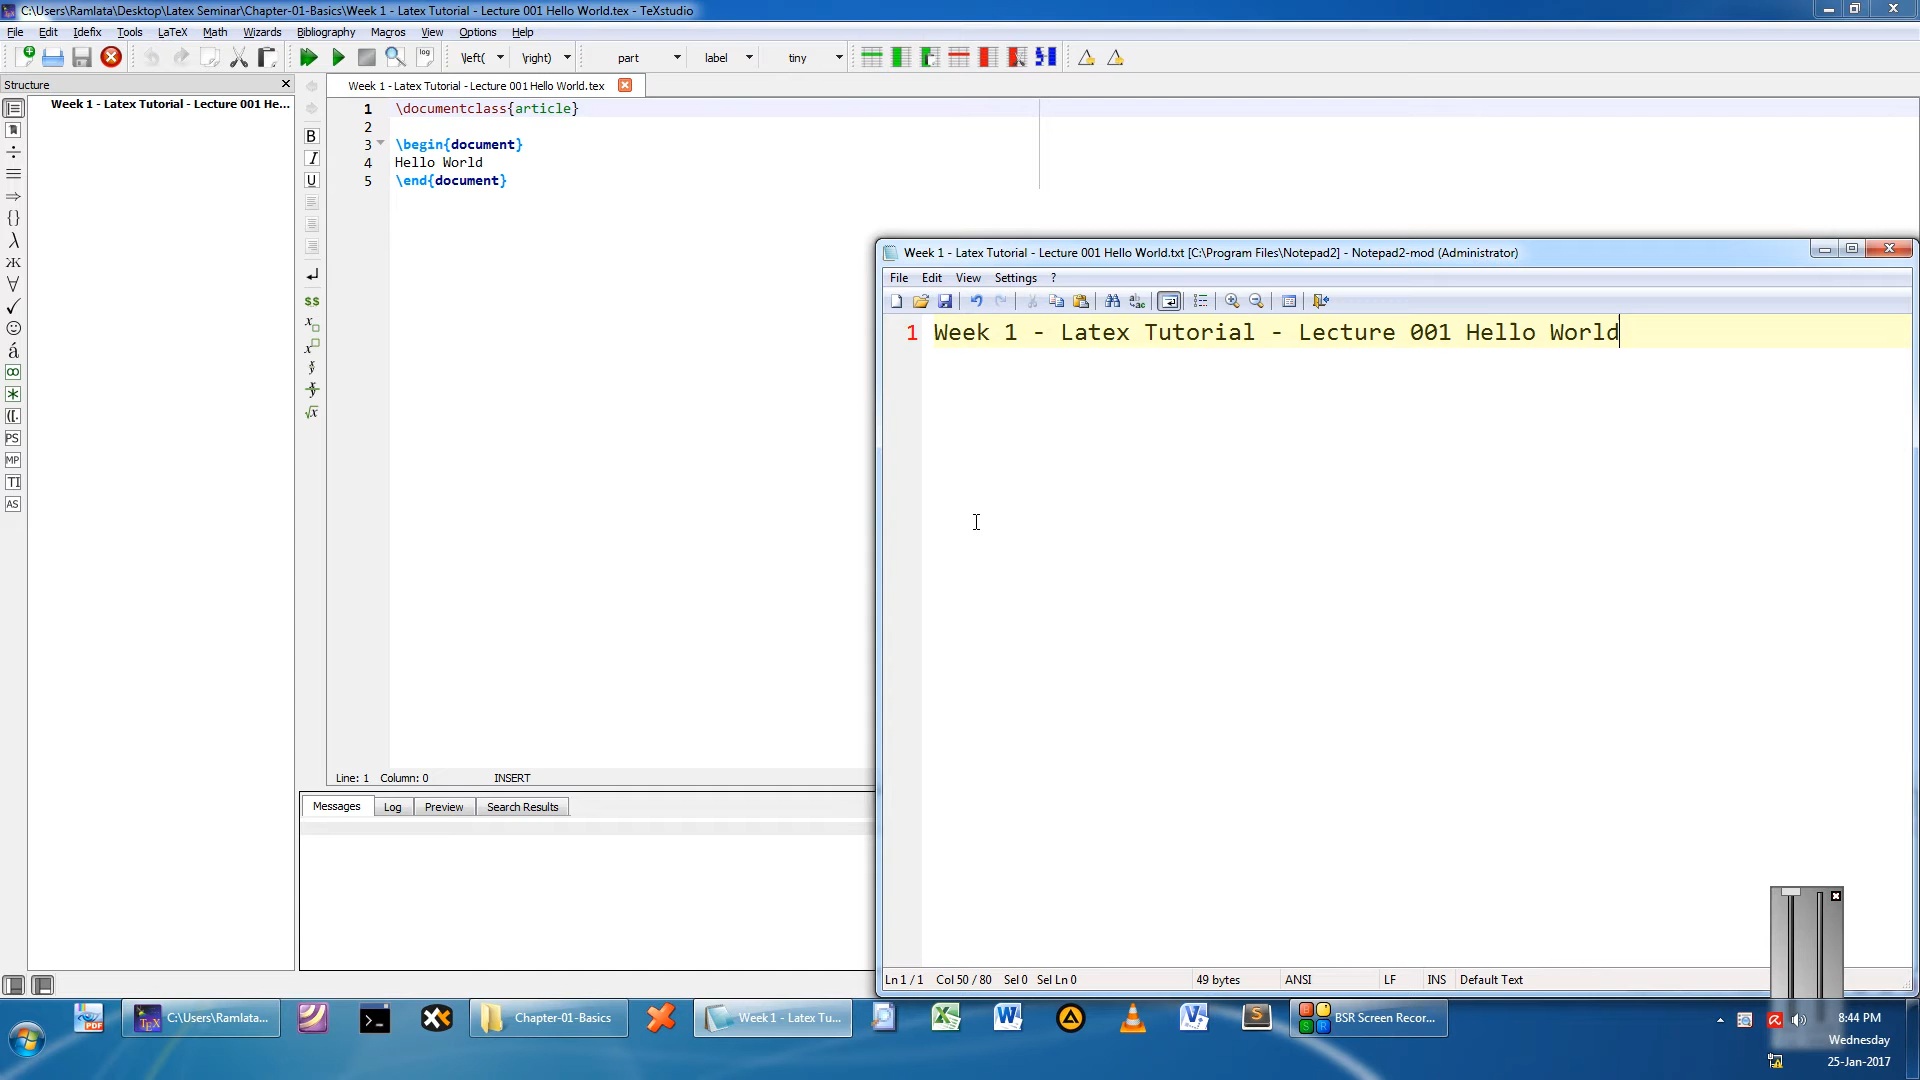 C:\Users\Ramlata\Desktop\Latex Seminar\Chapter-01-Basics\Week 1 - Latex Tutorial - Lecture 001 Hello World.tex - TeXstudio
File Edit Idefix Tools LaTeX Math Wizards Bibliography Macros View Options Help
log \left( \right) part label tiny
Structure
Week 1 - Latex Tutorial - Lecture 001 He...
Week 1 - Latex Tutorial - Lecture 001 Hello World.tex
1 \documentclass{article}
2
3 \begin{document}
4 Hello World
5 \end{document}
B
I
U
$$
PS
MP
TI
AS
Line: 1 Column: 0 INSERT
Messages Log Preview Search Results
Week 1 - Latex Tutorial - Lecture 001 Hello World.txt [C:\Program Files\Notepad2] - Notepad2-mod (Administrator)
File Edit View Settings ?
1 Week 1 - Latex Tutorial - Lecture 001 Hello World
Ln 1 / 1 Col 50 / 80 Sel 0 Sel Ln 0 49 bytes ANSI LF INS Default Text
PDF C:\Users\Ramlata... Chapter-01-Basics Week 1 - Latex Tu... BSR Screen Recor...
8:44 PM
Wednesday
25-Jan-2017